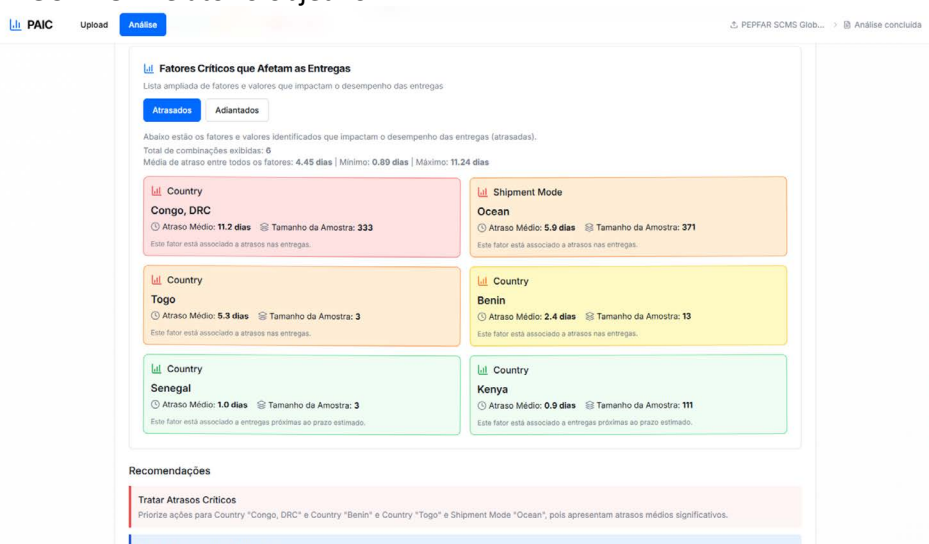 PAIC
Upload
Análise
PEPFAR SCMS Glob... > Análise concluída
Fatores Críticos que Afetam as Entregas
Lista ampliada de fatores e valores que impactam o desempenho das entregas
Atrasados
Adiantados
Abaixo estão os fatores e valores identificados que impactam o desempenho das entregas (atrasadas).
Total de combinações exibidas: 6
Média de atraso entre todos os fatores: 4.45 dias | Mínimo: 0.89 dias | Máximo: 11.24 dias
Country
Congo, DRC
Atraso Médio: 11.2 dias Tamanho da Amostra: 333
Este fator está associado a atrasos nas entregas.
Shipment Mode
Ocean
Atraso Médio: 5.9 dias Tamanho da Amostra: 371
Este fator está associado a atrasos nas entregas.
Country
Togo
Atraso Médio: 5.3 dias Tamanho da Amostra: 3
Este fator está associado a atrasos nas entregas.
Country
Benin
Atraso Médio: 2.4 dias Tamanho da Amostra: 13
Este fator está associado a atrasos nas entregas.
Country
Senegal
Atraso Médio: 1.0 dias Tamanho da Amostra: 3
Este fator está associado a entregas próximas ao prazo estimado.
Country
Kenya
Atraso Médio: 0.9 dias Tamanho da Amostra: 111
Este fator está associado a entregas próximas ao prazo estimado.
Recomendações
Tratar Atrasos Críticos
Priorize ações para Country "Congo, DRC" e Country "Benin" e Country "Togo" e Shipment Mode "Ocean", pois apresentam atrasos médios significativos.